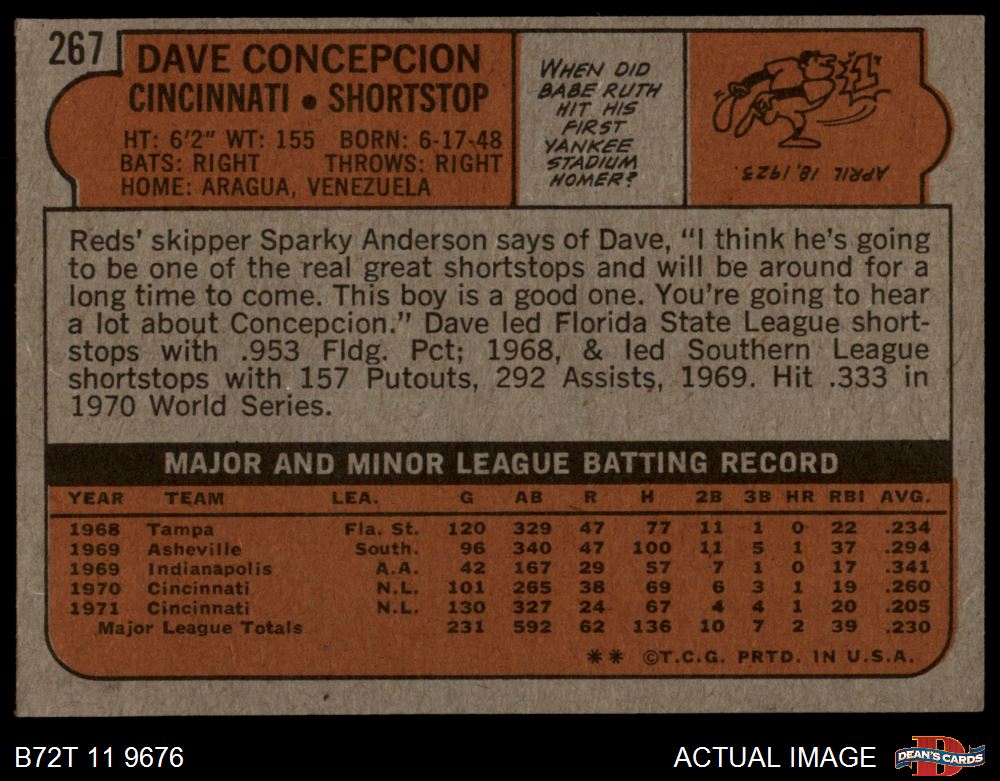 267
DAVE CONCEPCION
CINCINNATI • SHORTSTOP
HT: 6'2" WT: 155 BORN: 6-17-48
BATS: RIGHT THROWS: RIGHT
HOME: ARAGUA, VENEZUELA
WHEN DID
BABE RUTH
HIT HIS
FIRST
YANKEE
STADIUM
HOMER?
APRIL 18, 1923.
Reds' skipper Sparky Anderson says of Dave, "I think he's going
to be one of the real great shortstops and will be around for a
long time to come. This boy is a good one. You're going to hear
a lot about Concepcion." Dave led Florida State League short-
stops with .953 Fldg. Pct; 1968, & led Southern League
shortstops with 157 Putouts, 292 Assists, 1969. Hit .333 in
1970 World Series.
MAJOR AND MINOR LEAGUE BATTING RECORD
YEAR TEAM LEA. G AB R H 2B 3B HR RBI AVG.
1968 Tampa Fla. St. 120 329 47 77 11 1 0 22 .234
1969 Asheville South. 96 340 47 100 11 5 1 37 .294
1969 Indianapolis A.A. 42 167 29 57 7 1 0 17 .341
1970 Cincinnati N.L. 101 265 38 69 6 3 1 19 .260
1971 Cincinnati N.L. 130 327 24 67 4 4 1 20 .205
Major League Totals 231 592 62 136 10 7 2 39 .230
** ©T.C.G. PRTD. IN U.S.A.
B72T 11 9676
ACTUAL IMAGE
D
DEAN'S CARDS